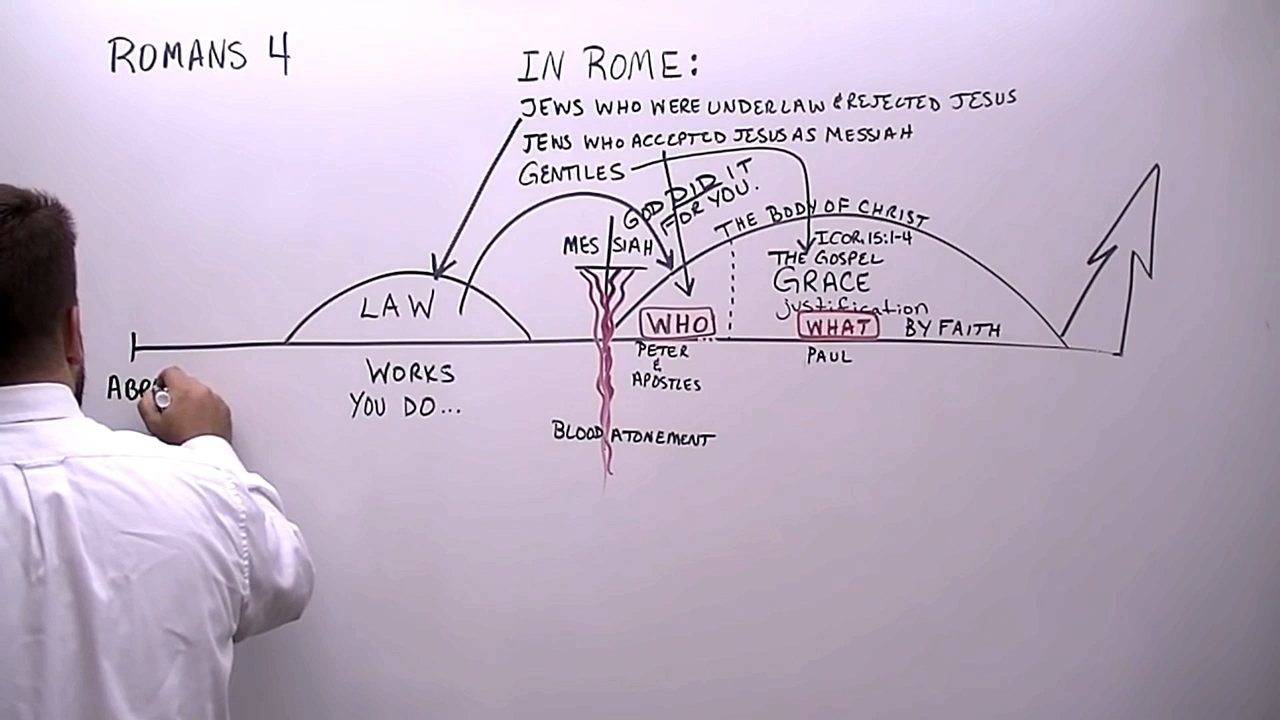 ROMANS 4
IN ROME:
JEWS WHO WERE UNDER LAW & REJECTED JESUS
JEWS WHO ACCEPTED JESUS AS MESSIAH
GENTILES
GOD DID IT
FOR YOU.
THE BODY OF CHRIST
MESSIAH
I COR. 15:1-4
THE GOSPEL
GRACE
justification
LAW
WHO
WHAT
BY FAITH
PETER
&
APOSTLES
PAUL
WORKS
YOU DO...
BLOOD ATONEMENT